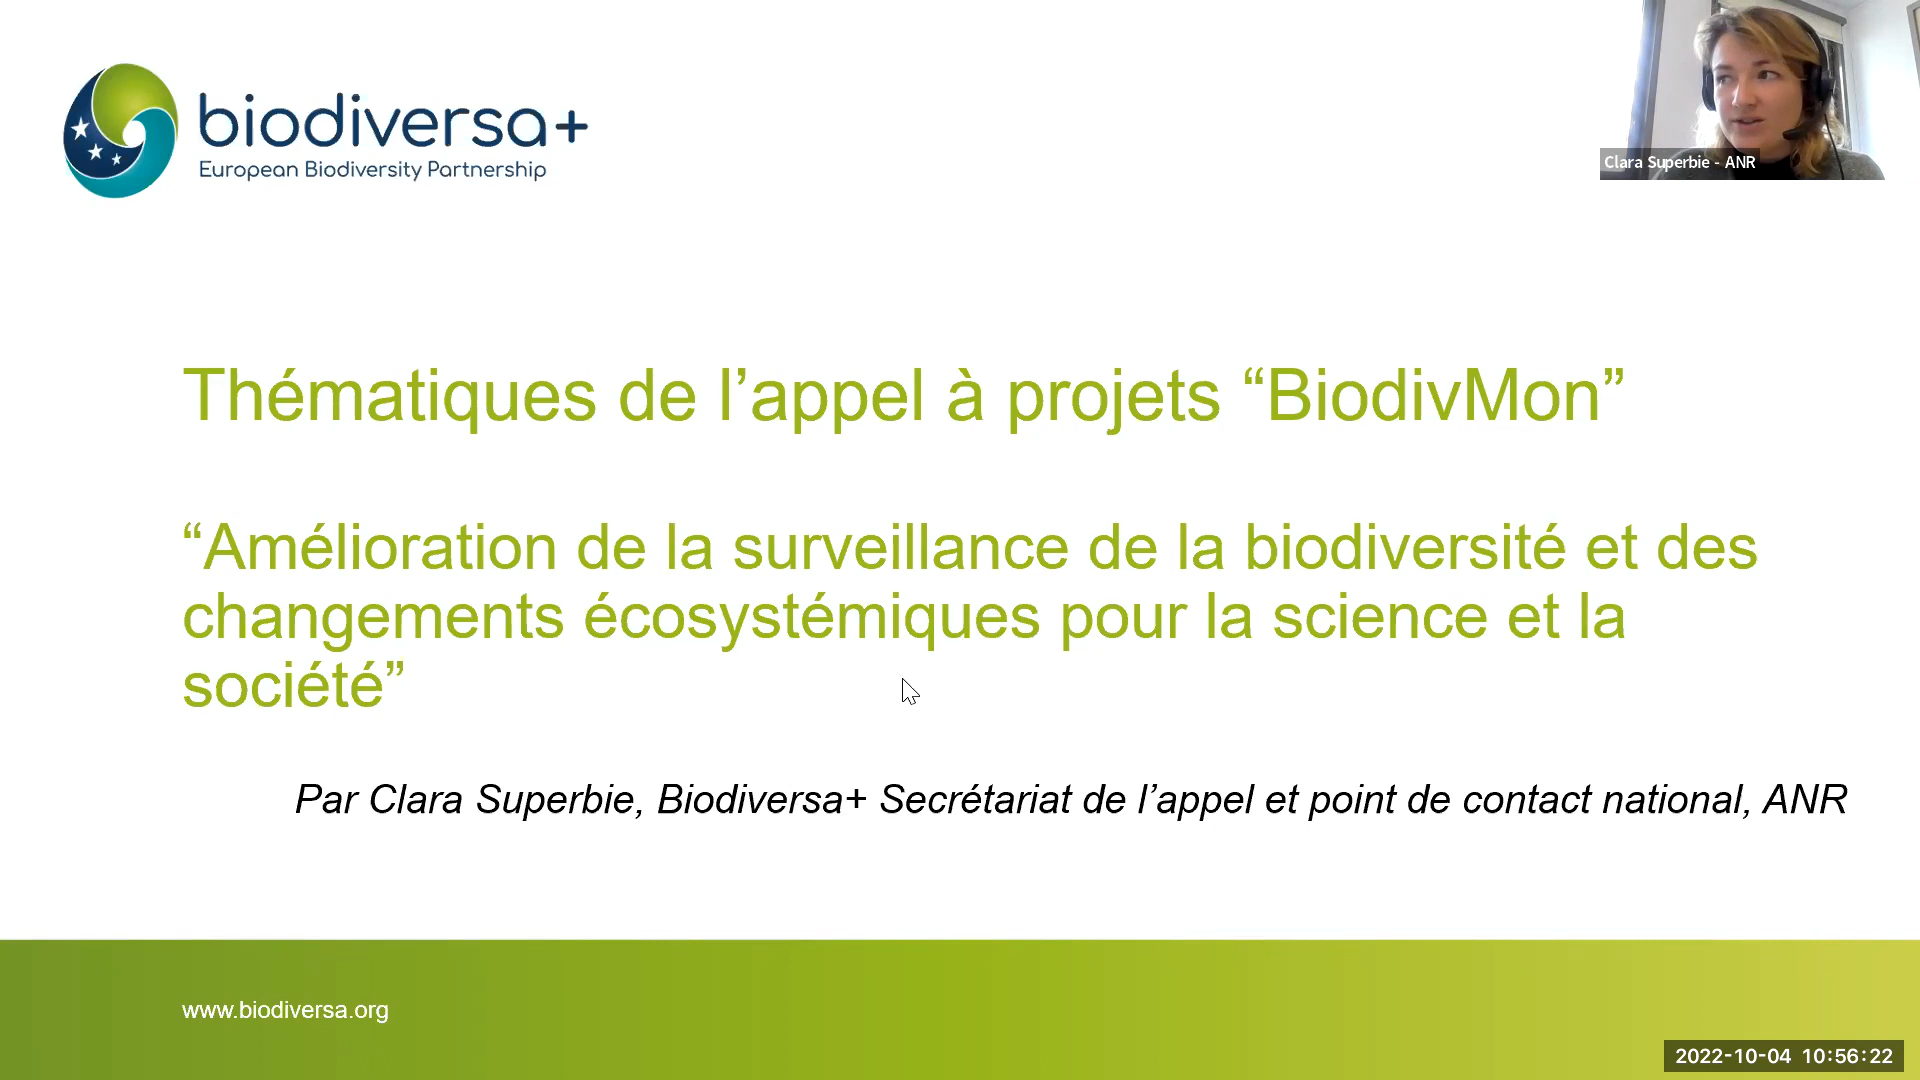 biodiversa+
European Biodiversity Partnership
Clara Superbie - ANR
Thématiques de l’appel à projets “BiodivMon”
“Amélioration de la surveillance de la biodiversité et des
changements écosystémiques pour la science et la
société”
Par Clara Superbie, Biodiversa+ Secrétariat de l’appel et point de contact national, ANR
www.biodiversa.org
2022-10-04 10:56:22